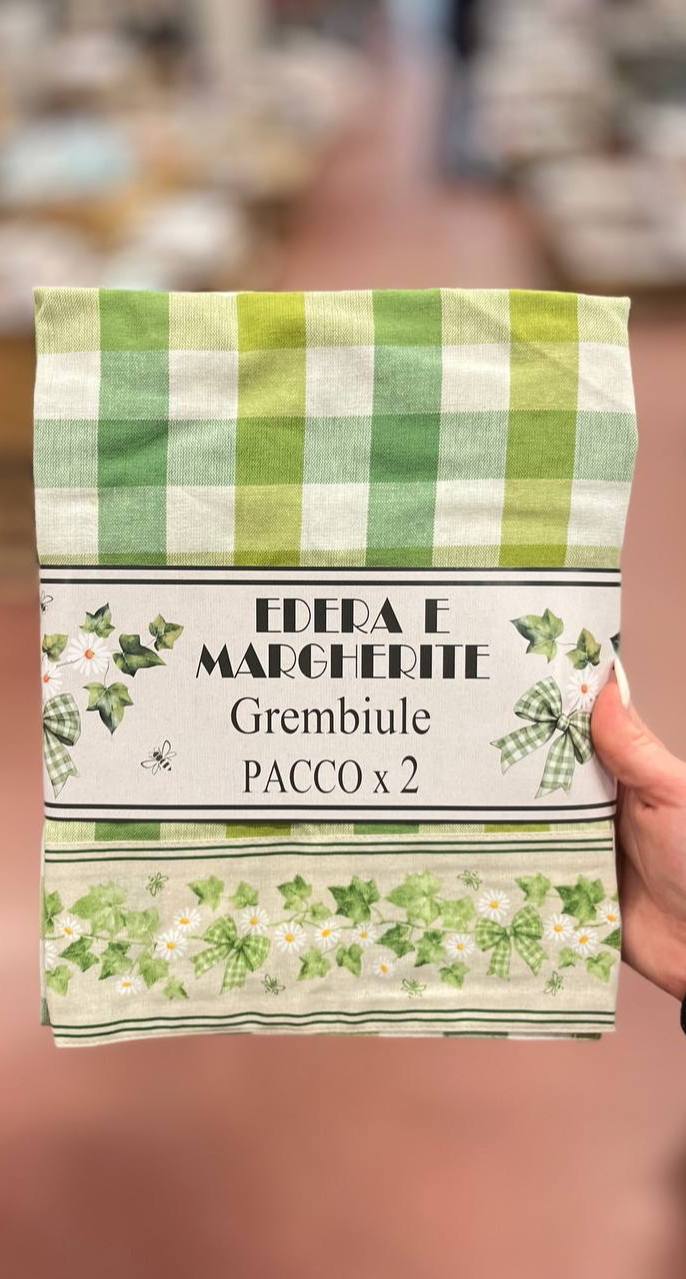 EDERA E
MARGHERITE
Grembiule
PACCO x 2